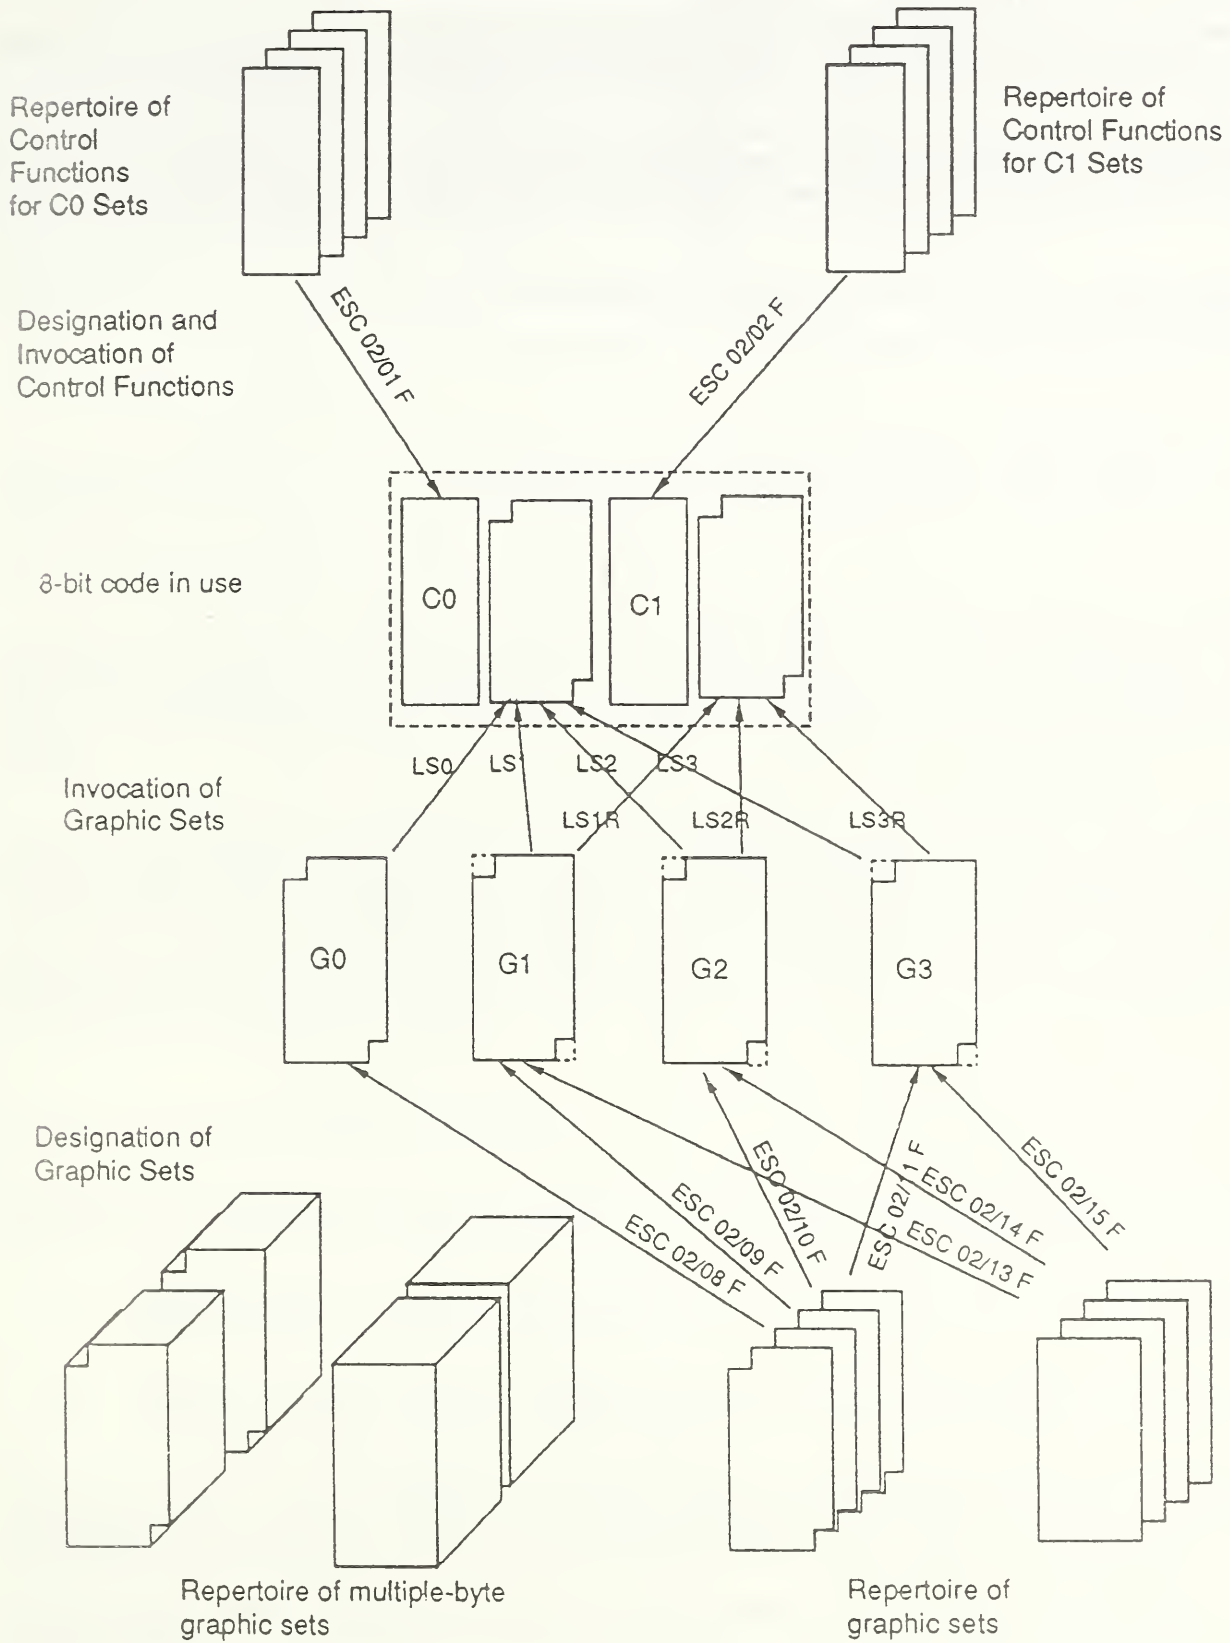 Repertoire of
Control
Functions
for C0 Sets
Repertoire of
Control Functions
for C1 Sets
Designation and
Invocation of
Control Functions
ESC 02/01 F
ESC 02/02 F
8-bit code in use
C0
C1
Invocation of
Graphic Sets
LS0
LS1
LS2
LS3
LS1R
LS2R
LS3R
G0
G1
G2
G3
Designation of
Graphic Sets
ESC 02/08 F
ESC 02/09 F
ESC 02/10 F
ESC 02/11 F
ESC 02/13 F
ESC 02/14 F
ESC 02/15 F
Repertoire of multiple-byte
graphic sets
Repertoire of
graphic sets